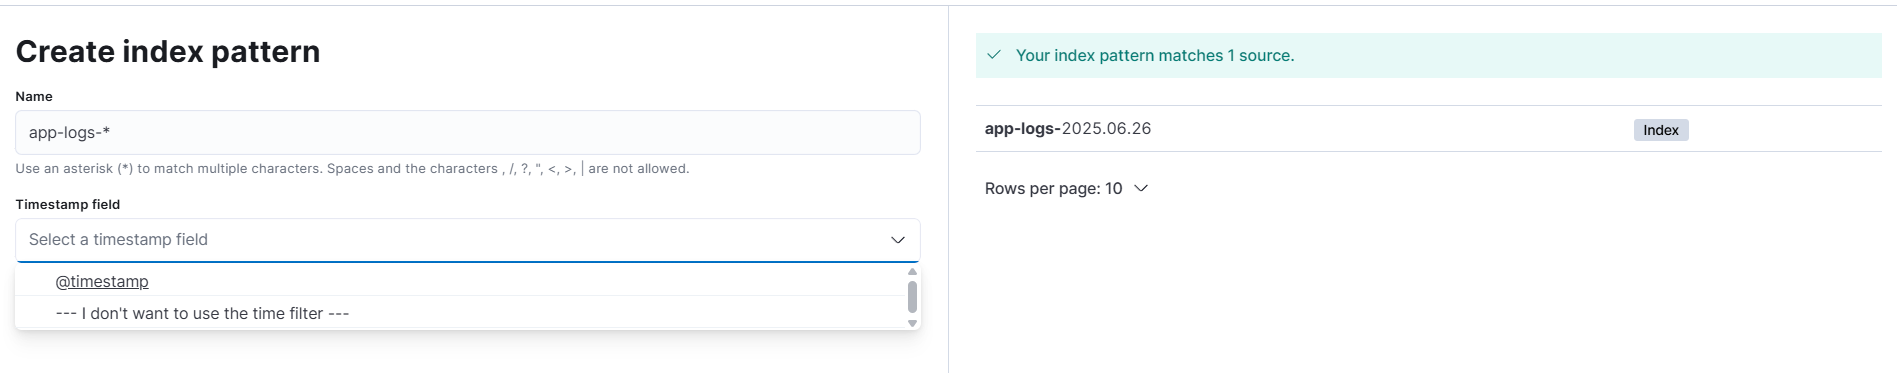 Create index pattern
Name
app-logs-*
Use an asterisk (*) to match multiple characters. Spaces and the characters , /, ?, ", <, >, | are not allowed.
Timestamp field
Select a timestamp field
@timestamp
--- I don't want to use the time filter ---
Your index pattern matches 1 source.
app-logs-2025.06.26 Index
Rows per page: 10